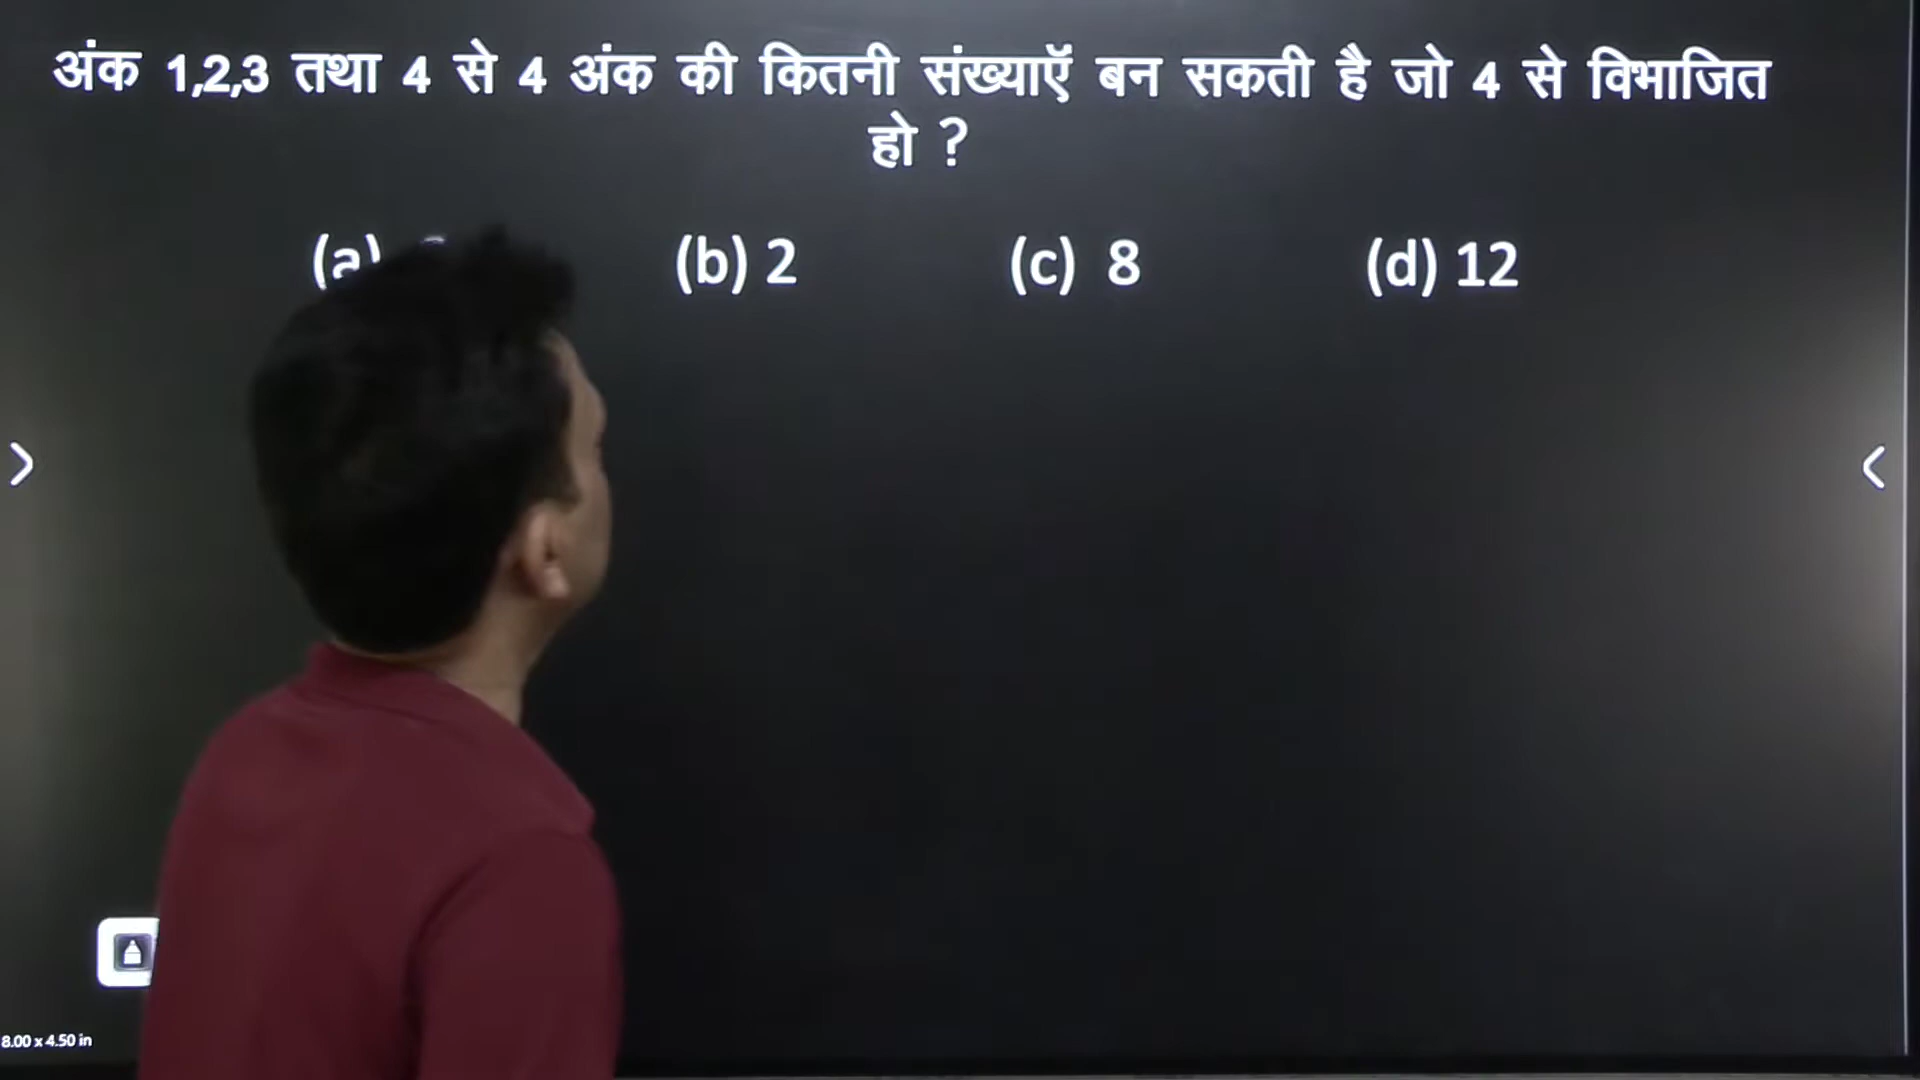 अंक 1,2,3 तथा 4 से 4 अंक की कितनी संख्याऍ बन सकती है जो 4 से विभाजित
हो ?
(a) (b) 2 (c) 8 (d) 12
8.00 x 4.50 in